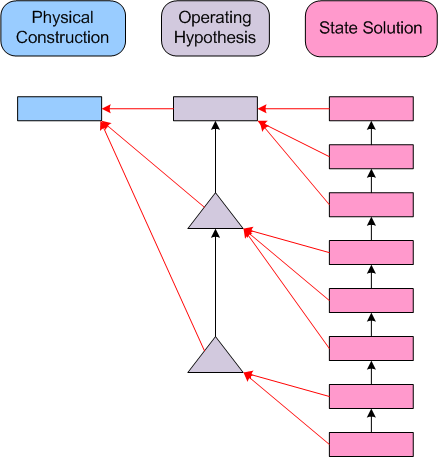 Physical
Construction
Operating
Hypothesis
State Solution